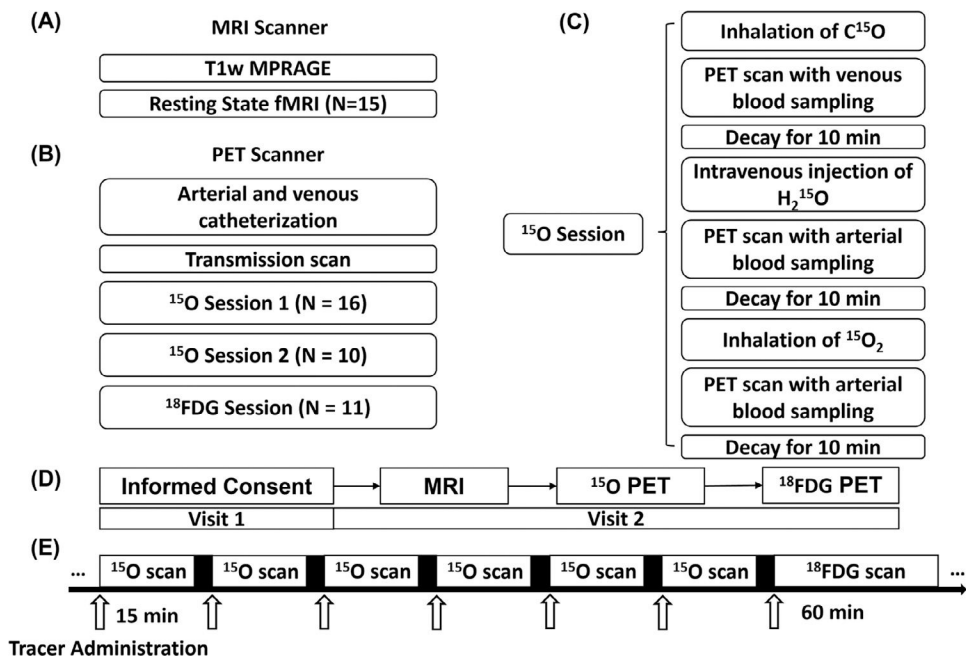 (A)
MRI Scanner
T1w MPRAGE
Resting State fMRI (N=15)
(B)
PET Scanner
Arterial and venous
catheterization
Transmission scan
¹⁵O Session 1 (N = 16)
¹⁵O Session 2 (N = 10)
¹⁸FDG Session (N = 11)
(C)
¹⁵O Session
Inhalation of C¹⁵O
PET scan with venous
blood sampling
Decay for 10 min
Intravenous injection of
H₂¹⁵O
PET scan with arterial
blood sampling
Decay for 10 min
Inhalation of ¹⁵O₂
PET scan with arterial
blood sampling
Decay for 10 min
(D)
Informed Consent
MRI
¹⁵O PET
¹⁸FDG PET
Visit 1
Visit 2
(E)
... ¹⁵O scan ¹⁵O scan ¹⁵O scan ¹⁵O scan ¹⁵O scan ¹⁵O scan ¹⁸FDG scan ...
15 min
60 min
Tracer Administration